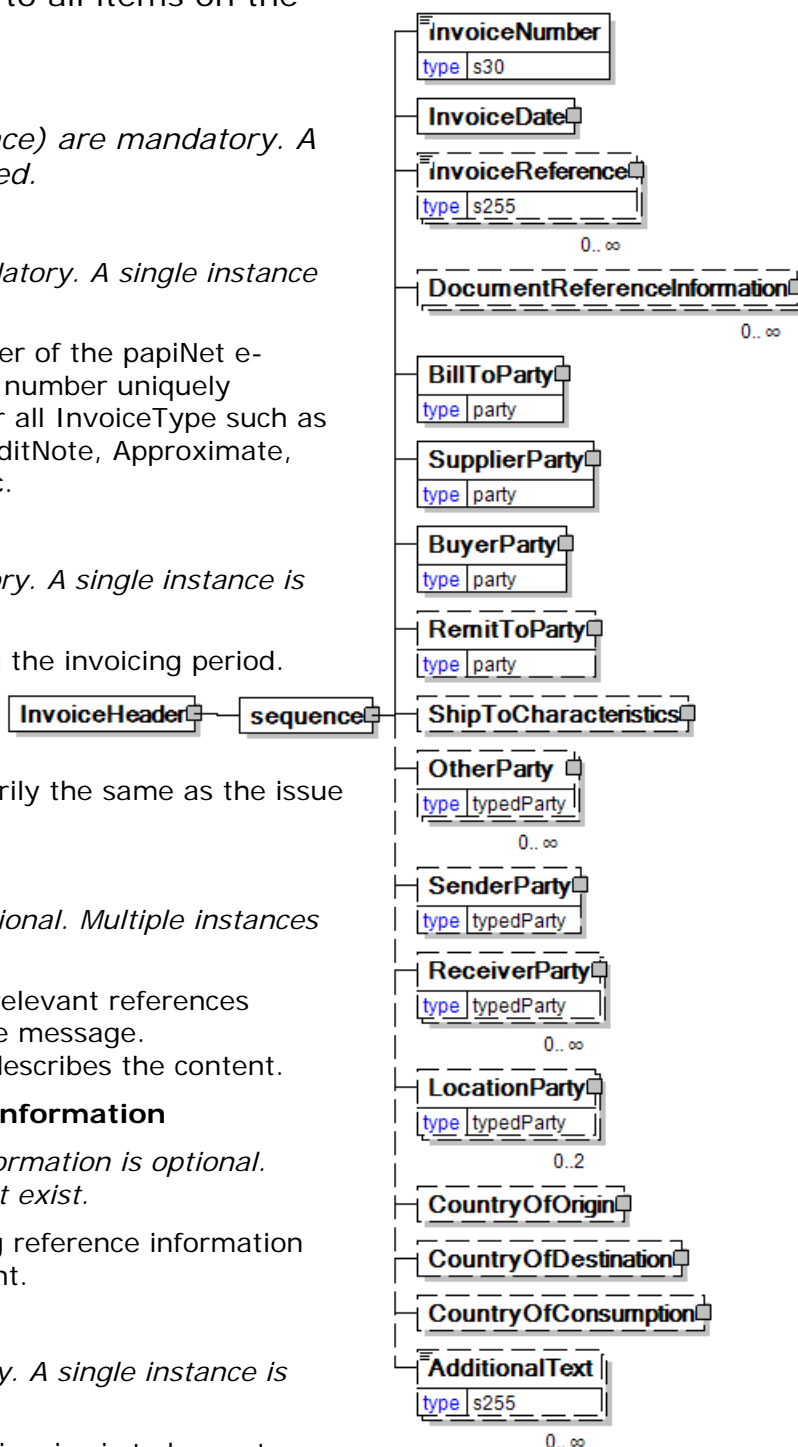 to all items on the
nce) are mandatory. A
ed.
datory. A single instance
er of the papiNet e-
number uniquely
r all InvoiceType such as
ditNote, Approximate,
c.
ory. A single instance is
the invoicing period.
rily the same as the issue
ional. Multiple instances
relevant references
e message.
describes the content.
Information
ormation is optional.
t exist.
g reference information
nt.
y. A single instance is
InvoiceHeader
sequence
InvoiceNumber
type s30
InvoiceDate
InvoiceReference
type s255
0..∞
DocumentReferenceInformation
0..∞
BillToParty
type party
SupplierParty
type party
BuyerParty
type party
RemitToParty
type party
ShipToCharacteristics
OtherParty
type typedParty
0..∞
SenderParty
type typedParty
ReceiverParty
type typedParty
0..∞
LocationParty
type typedParty
0..2
CountryOfOrigin
CountryOfDestination
CountryOfConsumption
AdditionalText
type s255
0..∞